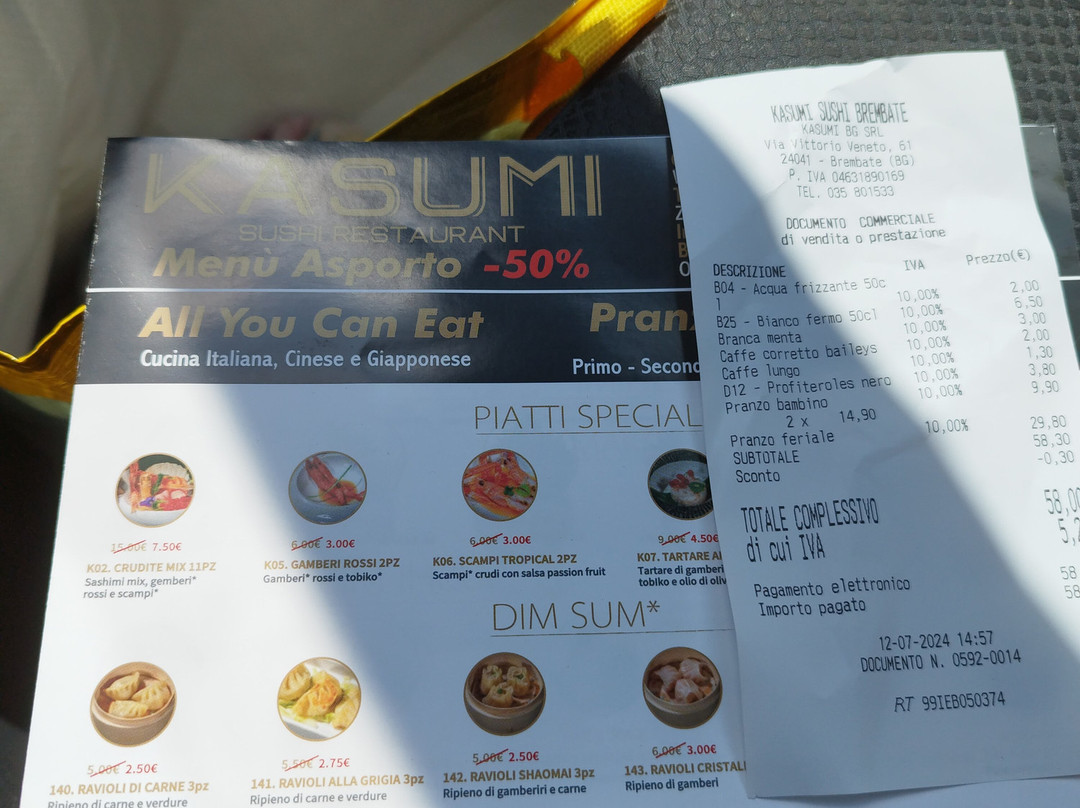 KASUMI
SUSHI RESTAURANT
Menù Asporto -50%
All You Can Eat
Cucina Italiana, Cinese e Giapponese
Primo - Second
PIATTI SPECIAL
15.00€ 7.50€
K02. CRUDITE MIX 11PZ
Sashimi mix, gemberi*
rossi e scampi*
6.00€ 3.00€
K05. GAMBERI ROSSI 2PZ
Gamberi* rossi e tobiko*
6.00€ 3.00€
K06. SCAMPI TROPICAL 2PZ
Scampi* crudi con salsa passion fruit
9.00€ 4.50€
K07. TARTARE
Tartare di gamberi
tobiko e olio di
DIM SUM*
5.00€ 2.50€
140. RAVIOLI DI CARNE 3pz
Ripieno di carne e verdure
5.50€ 2.75€
141. RAVIOLI ALLA GRIGIA 3pz
Ripieno di carne e verdure
5.00€ 2.50€
142. RAVIOLI SHAOMAI 3pz
Ripieno di gamberiri e carne
6.00€ 3.00€
143. RAVIOLI CRISTAL
Ripieno di gamberi
KASUMI SUSHI BREMBATE
KASUMI BG SRL
Via Vittorio Veneto, 61
24041 - Brembate (BG)
P. IVA 04631890169
TEL. 035 801533
DOCUMENTO COMMERCIALE
di vendita o prestazione
DESCRIZIONE IVA Prezzo(€)
B04 - Acqua frizzante 50c
l 10,00% 2,00
B25 - Bianco fermo 50cl 10,00% 6,50
Branca menta 10,00% 3,00
Caffe corretto baileys 10,00% 2,00
Caffe lungo 10,00% 1,30
D12 - Profiteroles nero 10,00% 3,80
Pranzo bambino 10,00% 9,90
2 x 14,90
Pranzo feriale 10,00% 29,80
SUBTOTALE 58,30
Sconto -0,30
TOTALE COMPLESSIVO 58,0
di cui IVA 5,2
Pagamento elettronico 58
Importo pagato 58
12-07-2024 14:57
DOCUMENTO N. 0592-0014
RT 99IEB050374